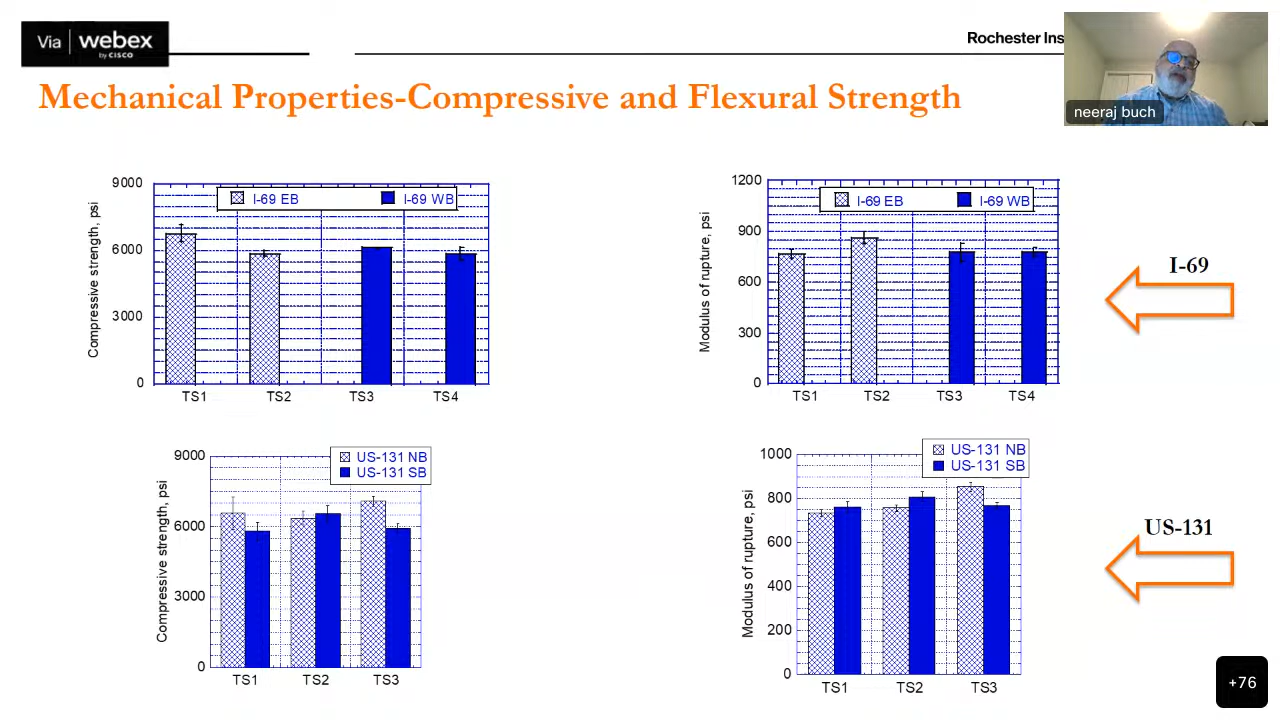 Via webex
by CISCO
Rochester Ins
neeraj buch
Mechanical Properties-Compressive and Flexural Strength
9000
6000
3000
0
Compressive strength, psi
I-69 EB I-69 WB
TS1 TS2 TS3 TS4
1200
900
600
300
0
Modulus of rupture, psi
I-69 EB I-69 WB
TS1 TS2 TS3 TS4
I-69
9000
6000
3000
0
Compressive strength, psi
US-131 NB
US-131 SB
TS1 TS2 TS3
1000
800
600
400
200
0
Modulus of rupture, psi
US-131 NB
US-131 SB
TS1 TS2 TS3
US-131
+76